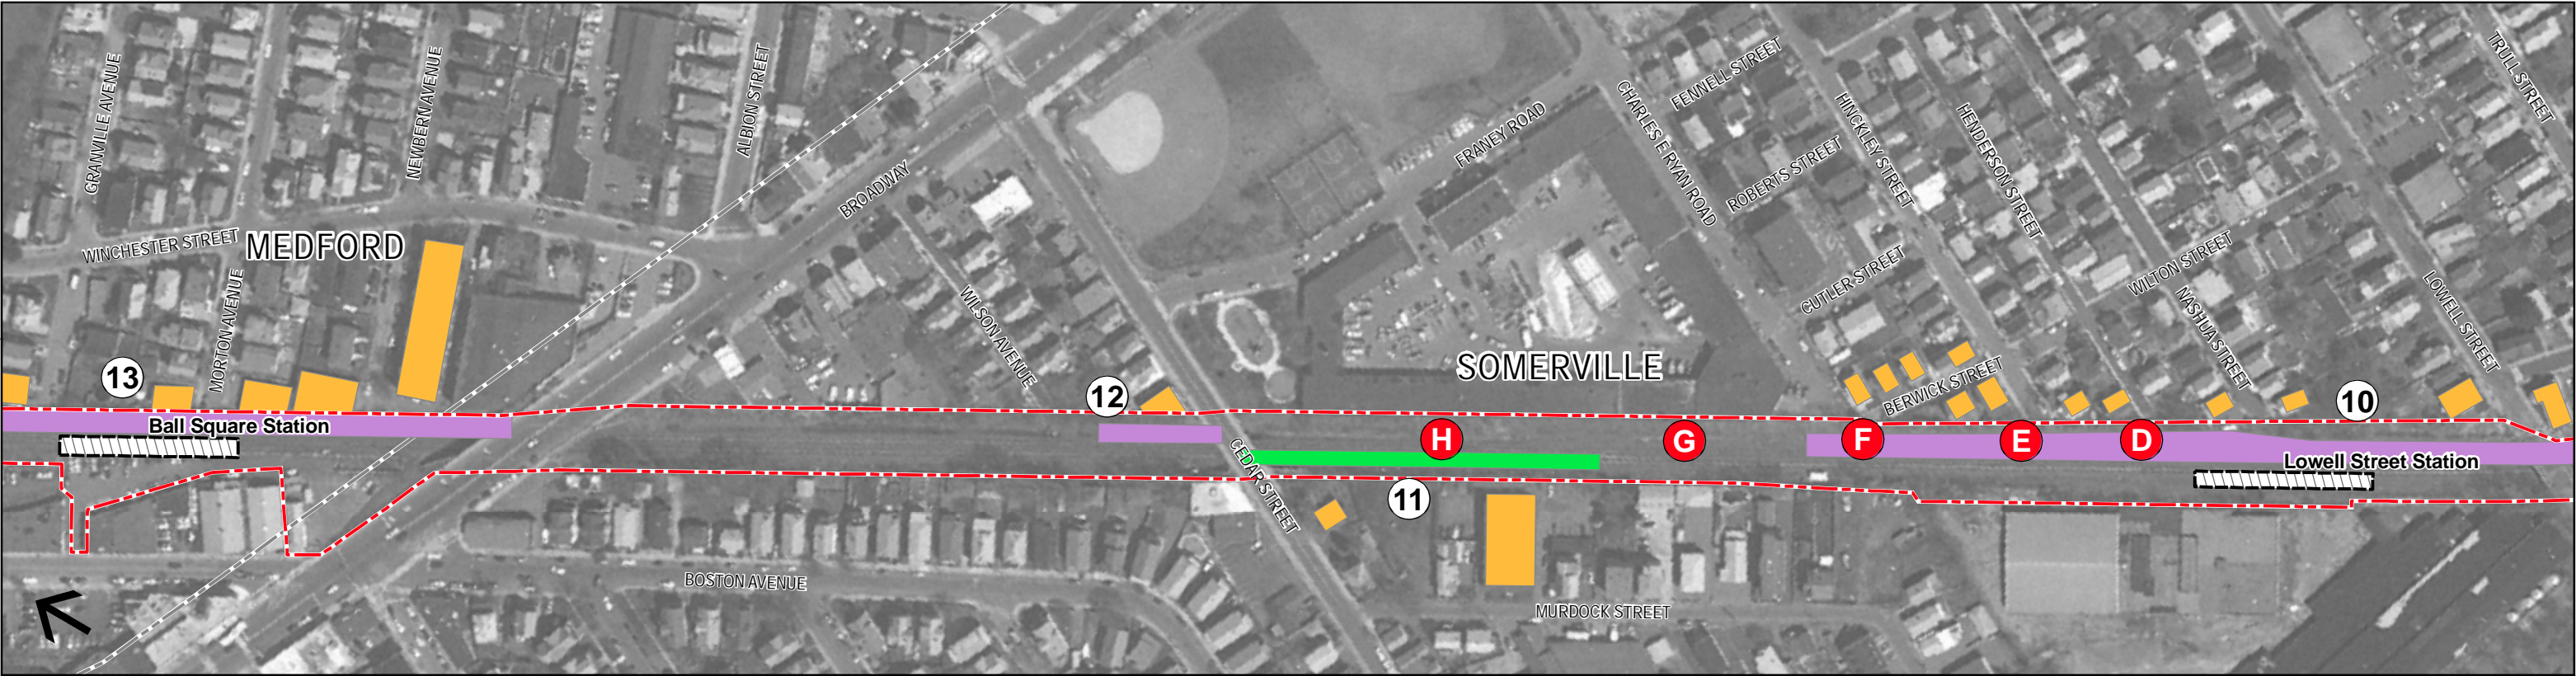 GRANVILLE AVENUE
NEWBERN AVENUE
ALBION STREET
BROADWAY
FRANEY ROAD
CHARLES E RYAN ROAD
FENNELL STREET
ROBERTS STREET
HINCKLEY STREET
HENDERSON STREET
TRULL STREET
WINCHESTER STREET
MEDFORD
MORTON AVENUE
WILSON AVENUE
CUTLER STREET
WILTON STREET
NASHUA STREET
LOWELL STREET
SOMERVILLE
BERWICK STREET
13
12
10
Ball Square Station
H
G
F
E
D
Lowell Street Station
CEDAR STREET
11
BOSTON AVENUE
MURDOCK STREET